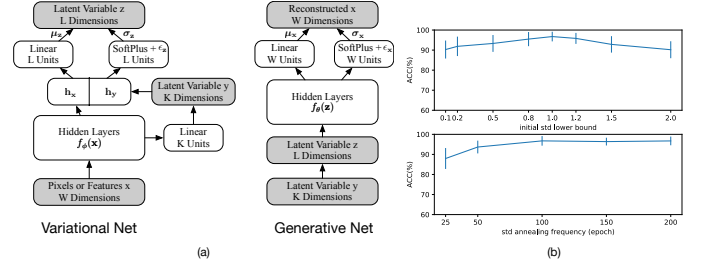 Latent Variable z
L Dimensions
μz
σz
Linear
L Units
SoftPlus + ϵz
L Units
hx
hy
Latent Variable y
K Dimensions
Hidden Layers
fϕ(x)
Linear
K Units
Pixels or Features x
W Dimensions
Variational Net
Reconstructed x
W Dimensions
μx
σx
Linear
W Units
SoftPlus + ϵx
W Units
Hidden Layers
fθ(z)
Latent Variable z
L Dimensions
Latent Variable y
K Dimensions
Generative Net
(a)
ACC(%)
100
90
80
70
60
0.1 0.2 0.5 0.8 1.0 1.2 1.5 2.0
initial std lower bound
ACC(%)
100
90
80
70
60
25 50 100 150 200
std annealing frequency (epoch)
(b)